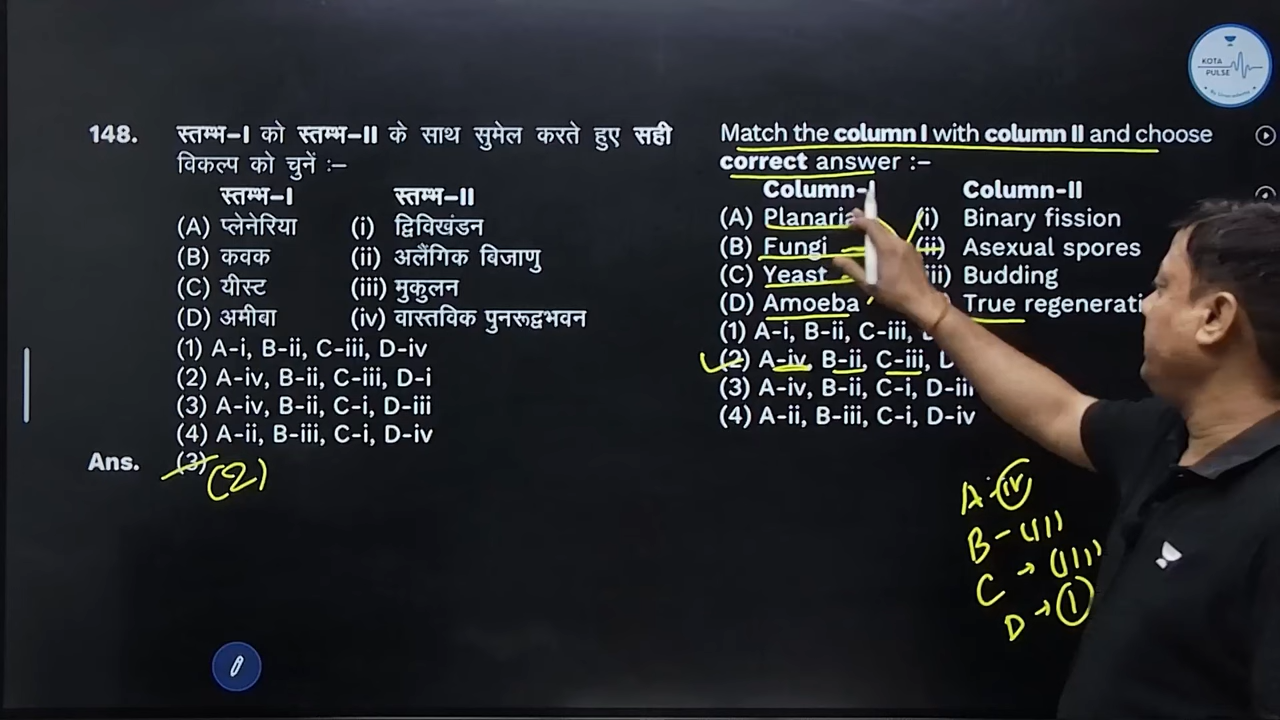 KOTA
PULSE
148. स्तम्भ-I को स्तम्भ-II के साथ सुमेल करते हुए सही
विकल्प को चुनें :-
स्तम्भ-I स्तम्भ-II
(A) प्लेनेरिया (i) द्विविखंडन
(B) कवक (ii) अलैंगिक बिजाणु
(C) यीस्ट (iii) मुकुलन
(D) अमीबा (iv) वास्तविक पुनरूद्वभवन
(1) A-i, B-ii, C-iii, D-iv
(2) A-iv, B-ii, C-iii, D-i
(3) A-iv, B-ii, C-i, D-iii
(4) A-ii, B-iii, C-i, D-iv
Ans. (3) (2)
Match the column I with column II and choose
correct answer :-
Column-I Column-II
(A) Planaria (i) Binary fission
(B) Fungi (ii) Asexual spores
(C) Yeast iii) Budding
(D) Amoeba True
(1) A-i, B-ii, C-iii,
(2) A-iv, B-ii, C-iii, D
(3) A-iv, B-ii, C-i, D-iii
(4) A-ii, B-iii, C-i, D-iv
A-iv
B-(ii)
C→(iii)
D→i